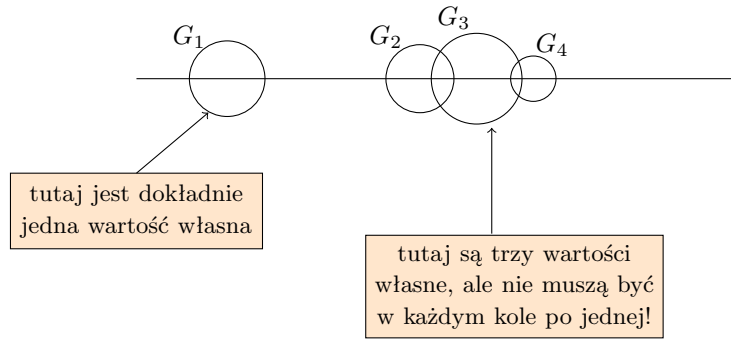 G₁
G₂
G₃
G₄
tutaj jest dokładnie
jedna wartość własna
tutaj są trzy wartości
własne, ale nie muszą być
w każdym kole po jednej!